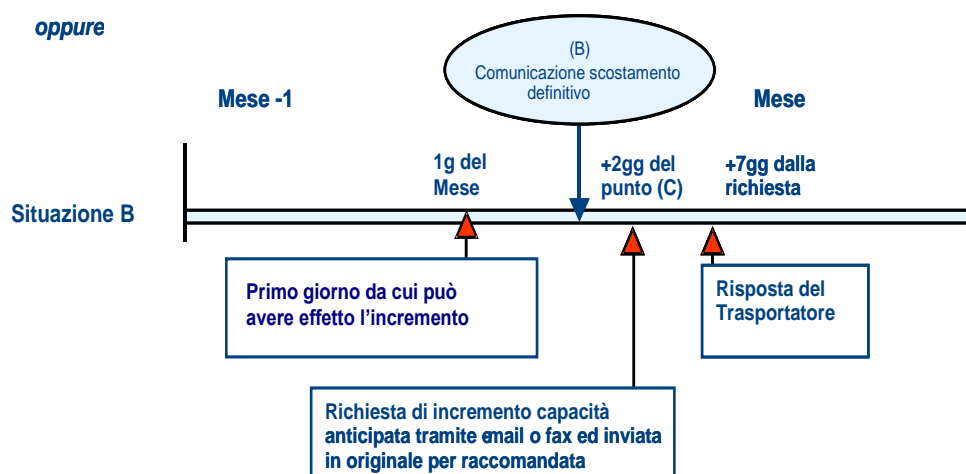 oppure
(B)
Comunicazione scostamento
definitivo
Mese -1
Mese
1g del
Mese
+2gg del
punto (C)
+7gg dalla
richiesta
Situazione B
Primo giorno da cui può
avere effetto l'incremento
Risposta del
Trasportatore
Richiesta di incremento capacità
anticipata tramite email o fax ed inviata
in originale per raccomandata